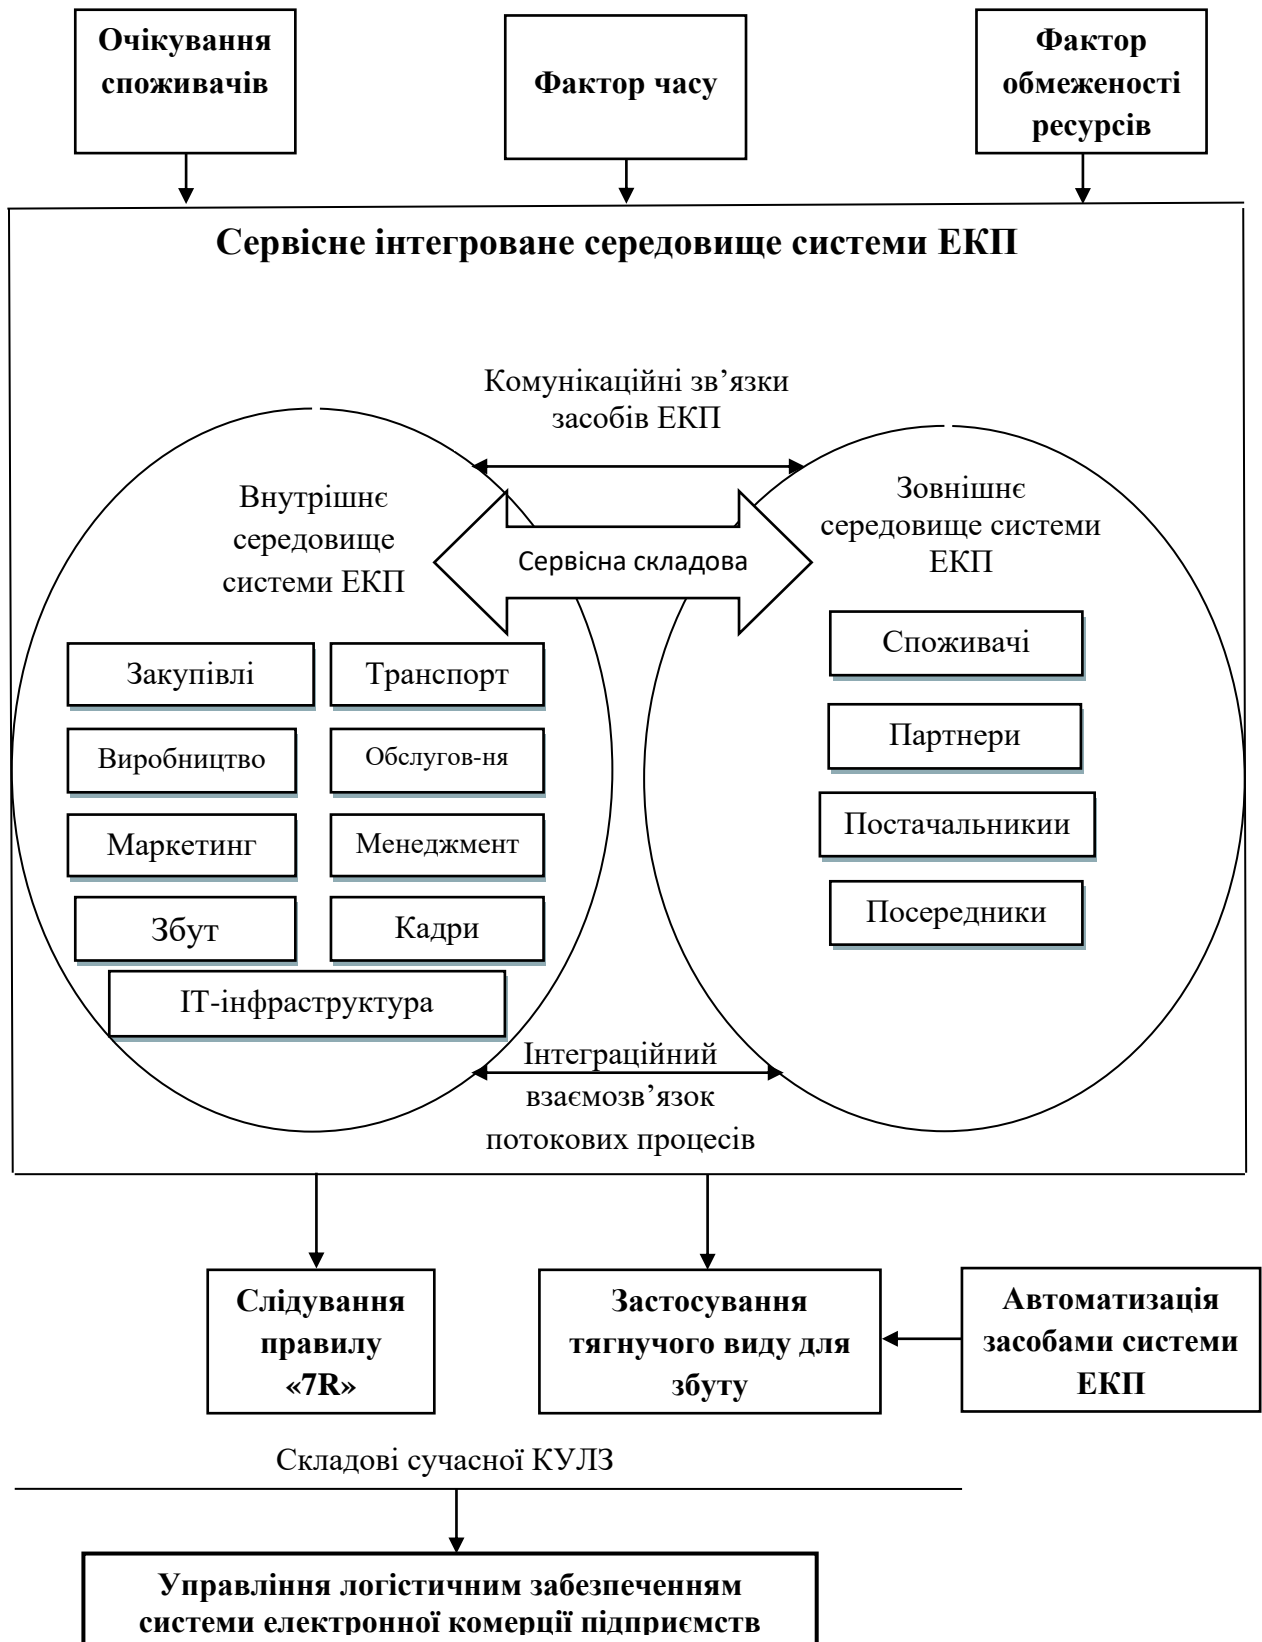 Очікування
споживачів
Фактор часу
Фактор
обмеженості
ресурсів
Сервісне інтегроване середовище системи ЕКП
Комунікаційні зв’язки
засобів ЕКП
Внутрішнє
середовище
системи ЕКП
Сервісна складова
Зовнішнє
середовище системи
ЕКП
Закупівлі
Транспорт
Виробництво
Обслугов-ня
Маркетинг
Менеджмент
Збут
Кадри
ІТ-інфраструктура
Споживачі
Партнери
Постачальникии
Посередники
Інтеграційний
взаємозв’язок
потокових процесів
Слідування
правилу
«7R»
Застосування
тягнучого виду для
збуту
Автоматизація
засобами системи
ЕКП
Складові сучасної КУЛЗ
Управління логістичним забезпеченням
системи електронної комерції підприємств